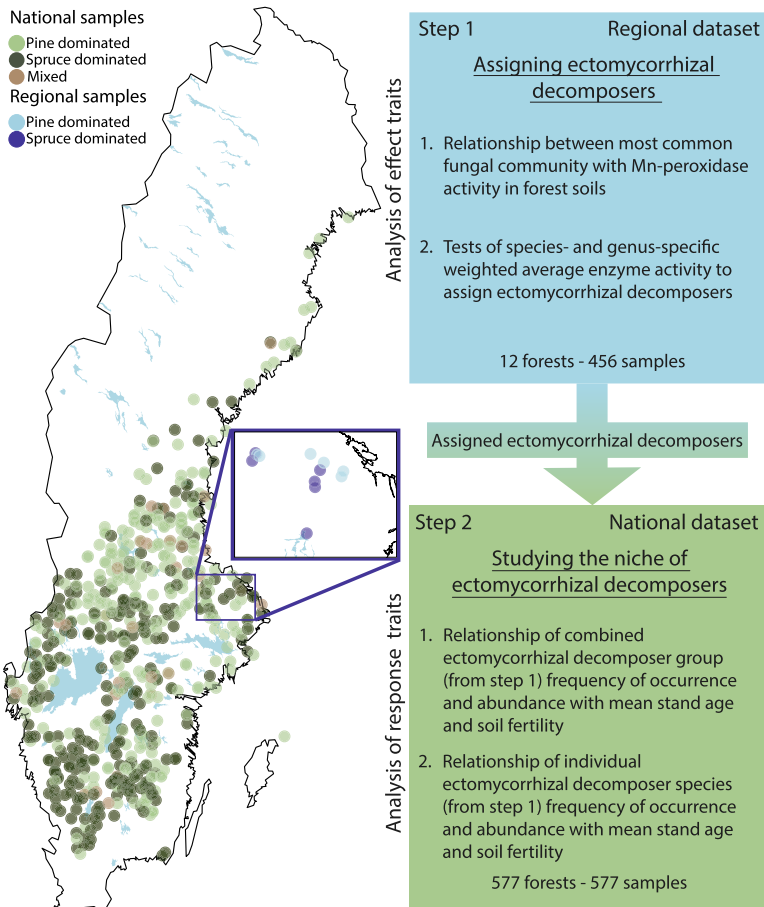 National samples
Pine dominated
Spruce dominated
Mixed
Regional samples
Pine dominated
Spruce dominated
Analysis of effect traits
Step 1 Regional dataset
Assigning ectomycorrhizal
decomposers
1. Relationship between most common
fungal community with Mn-peroxidase
activity in forest soils
2. Tests of species- and genus-specific
weighted average enzyme activity to
assign ectomycorrhizal decomposers
12 forests - 456 samples
Assigned ectomycorrhizal decomposers
Analysis of response traits
Step 2 National dataset
Studying the niche of
ectomycorrhizal decomposers
1. Relationship of combined
ectomycorrhizal decomposer group
(from step 1) frequency of occurrence
and abundance with mean stand age
and soil fertility
2. Relationship of individual
ectomycorrhizal decomposer species
(from step 1) frequency of occurrence
and abundance with mean stand age
and soil fertility
577 forests - 577 samples